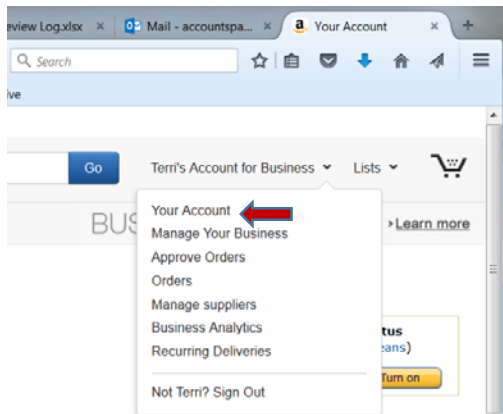 eview Log.xlsx × Mail - accountspa... × a Your Account × +
Search
ve
Go Terri's Account for Business Lists
Your Account
BUS Learn more
Manage Your Business
Approve Orders
Orders
Manage suppliers
Business Analytics tus
Recurring Deliveries eans)
Turn on
Not Terri? Sign Out